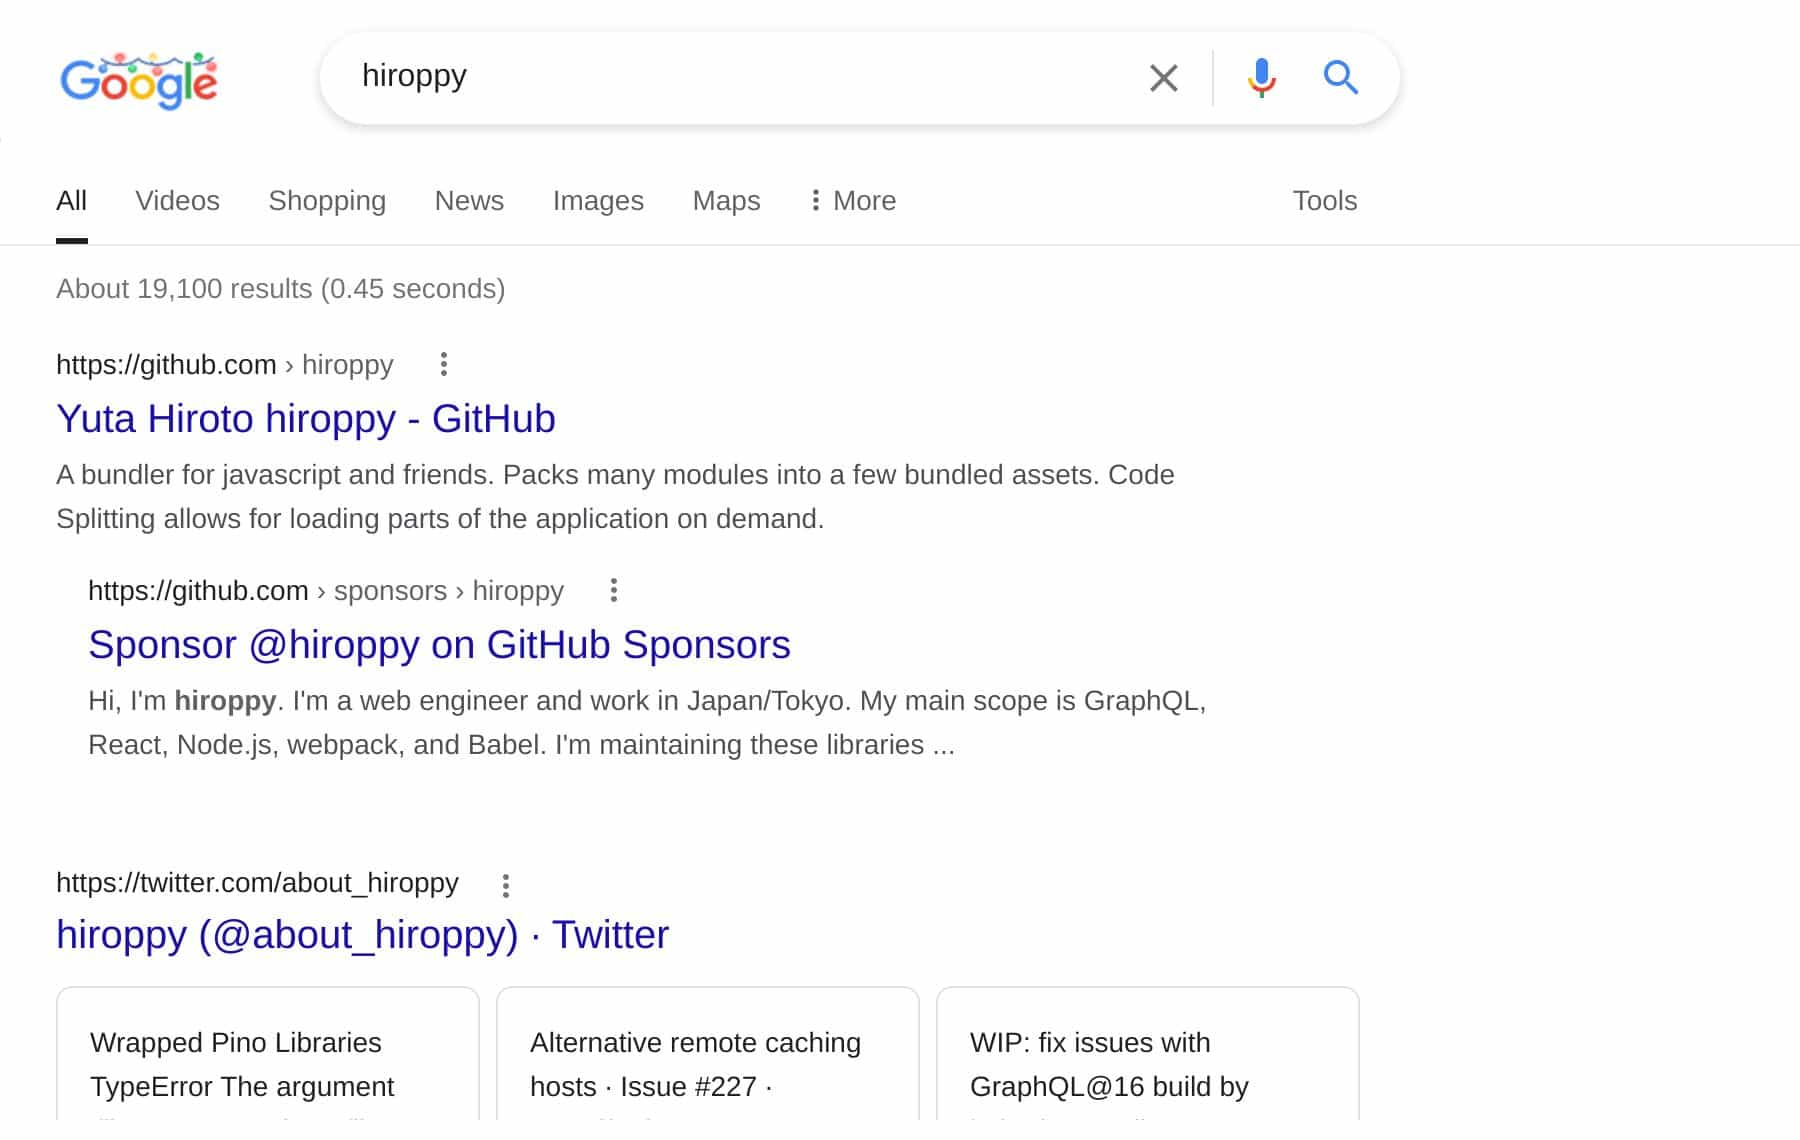 Google
hiroppy
All Videos Shopping News Images Maps More Tools
About 19,100 results (0.45 seconds)
https://github.com › hiroppy
Yuta Hiroto hiroppy - GitHub
A bundler for javascript and friends. Packs many modules into a few bundled assets. Code
Splitting allows for loading parts of the application on demand.
https://github.com › sponsors › hiroppy
Sponsor @hiroppy on GitHub Sponsors
Hi, I'm hiroppy. I'm a web engineer and work in Japan/Tokyo. My main scope is GraphQL,
React, Node.js, webpack, and Babel. I'm maintaining these libraries ...
https://twitter.com/about_hiroppy
hiroppy (@about_hiroppy) · Twitter
Wrapped Pino Libraries
TypeError The argument
Alternative remote caching
hosts · Issue #227 ·
WIP: fix issues with
GraphQL@16 build by